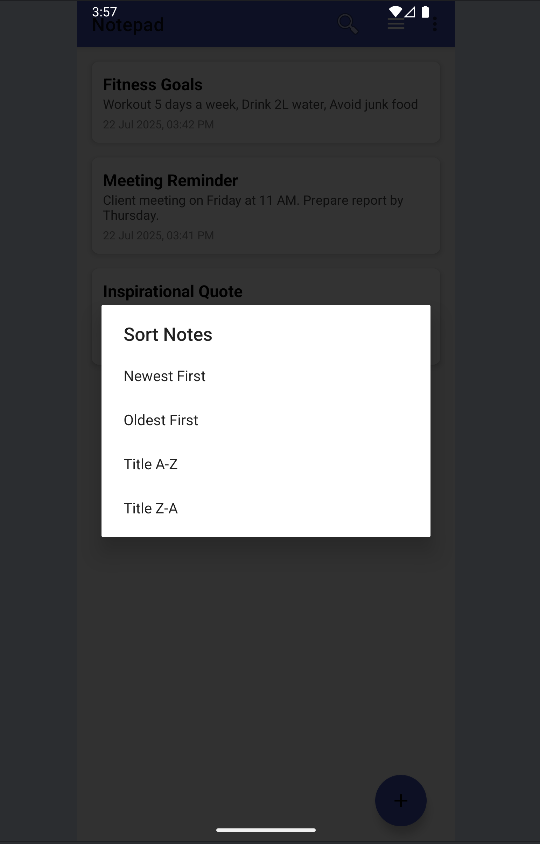 3:57
Notepad
Fitness Goals
Workout 5 days a week, Drink 2L water, Avoid junk food
22 Jul 2025, 03:42 PM
Meeting Reminder
Client meeting on Friday at 11 AM. Prepare report by
Thursday.
22 Jul 2025, 03:41 PM
Inspirational Quote
Sort Notes
Newest First
Oldest First
Title A-Z
Title Z-A
+